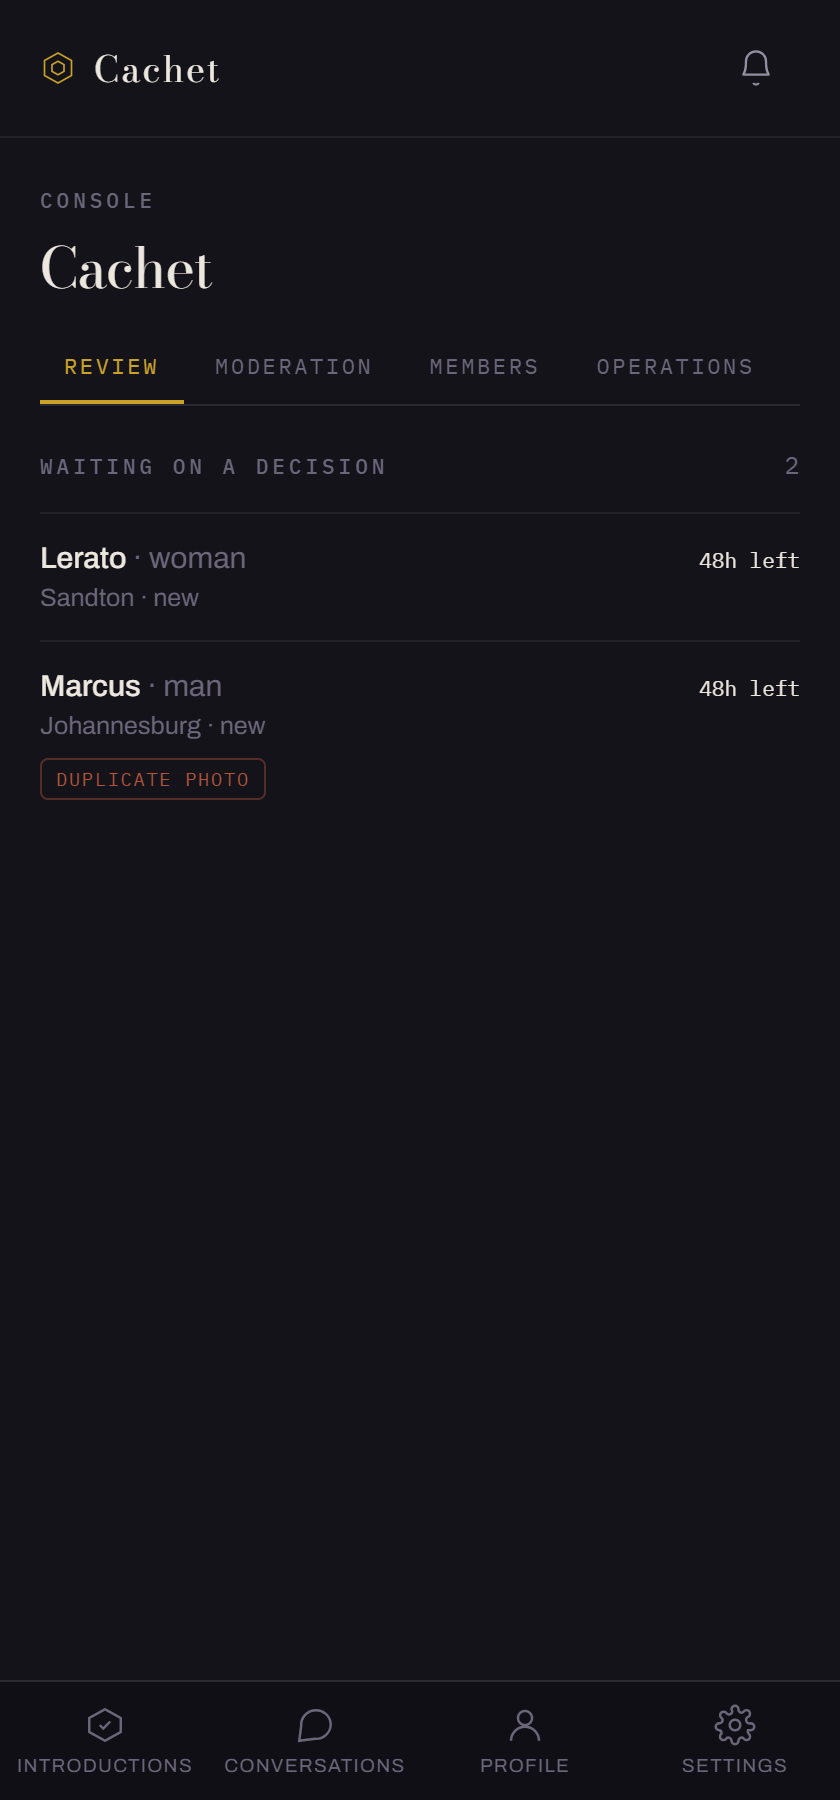 Cachet
CONSOLE
Cachet
REVIEW MODERATION MEMBERS OPERATIONS
WAITING ON A DECISION 2
Lerato · woman 48h left
Sandton · new
Marcus · man 48h left
Johannesburg · new
DUPLICATE PHOTO
INTRODUCTIONS CONVERSATIONS PROFILE SETTINGS